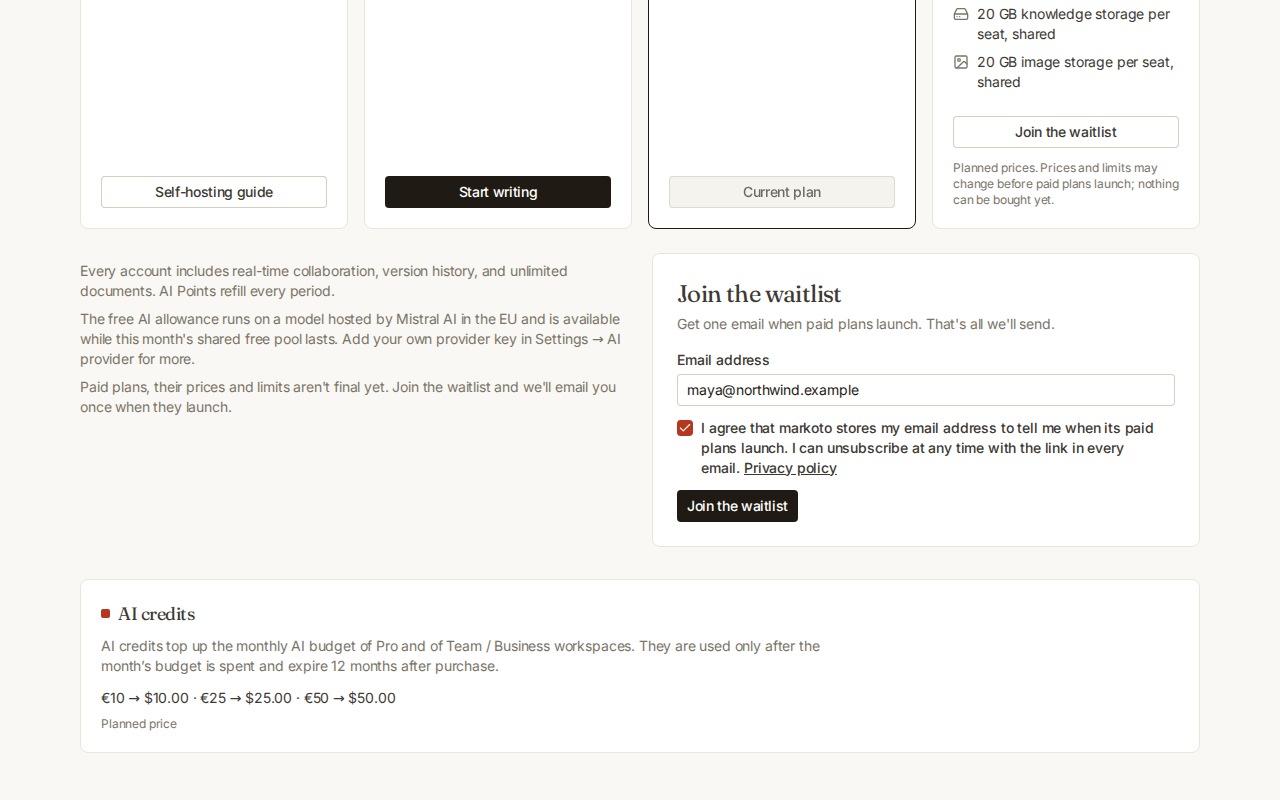 20 GB knowledge storage per
seat, shared
20 GB image storage per seat,
shared
Join the waitlist
Planned prices. Prices and limits may
change before paid plans launch; nothing
can be bought yet.
Self-hosting guide
Start writing
Current plan
Every account includes real-time collaboration, version history, and unlimited
documents. AI Points refill every period.
The free AI allowance runs on a model hosted by Mistral AI in the EU and is available
while this month's shared free pool lasts. Add your own provider key in Settings → AI
provider for more.
Paid plans, their prices and limits aren't final yet. Join the waitlist and we'll email you
once when they launch.
Join the waitlist
Get one email when paid plans launch. That's all we'll send.
Email address
maya@northwind.example
I agree that markoto stores my email address to tell me when its paid
plans launch. I can unsubscribe at any time with the link in every
email. Privacy policy
Join the waitlist
AI credits
AI credits top up the monthly AI budget of Pro and of Team / Business workspaces. They are used only after the
month's budget is spent and expire 12 months after purchase.
€10 → $10.00 · €25 → $25.00 · €50 → $50.00
Planned price